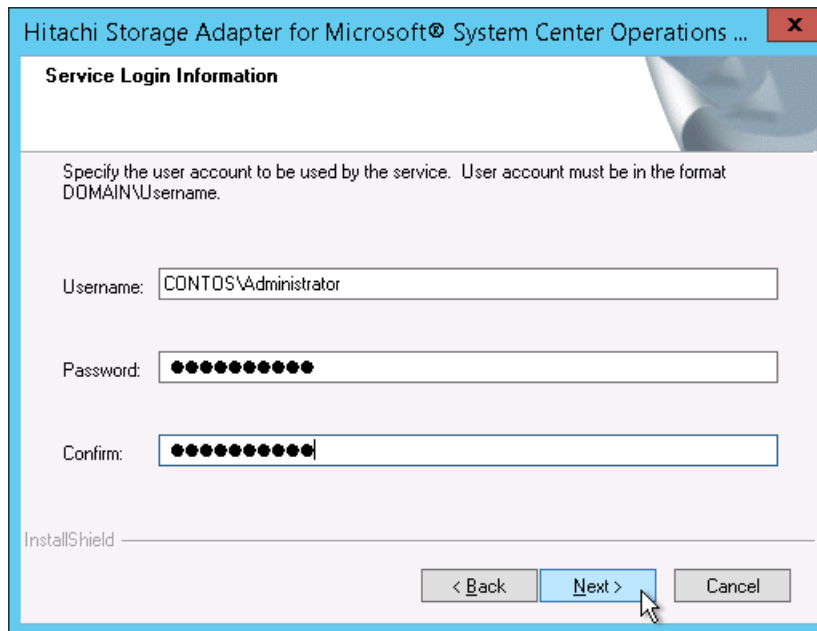 Hitachi Storage Adapter for Microsoft® System Center Operations ...
x
Service Login Information
Specify the user account to be used by the service.  User account must be in the format
DOMAIN\Username.
Username: CONTOS\Administrator
Password: ●●●●●●●●●●
Confirm: ●●●●●●●●●●
InstallShield
< Back Next > Cancel